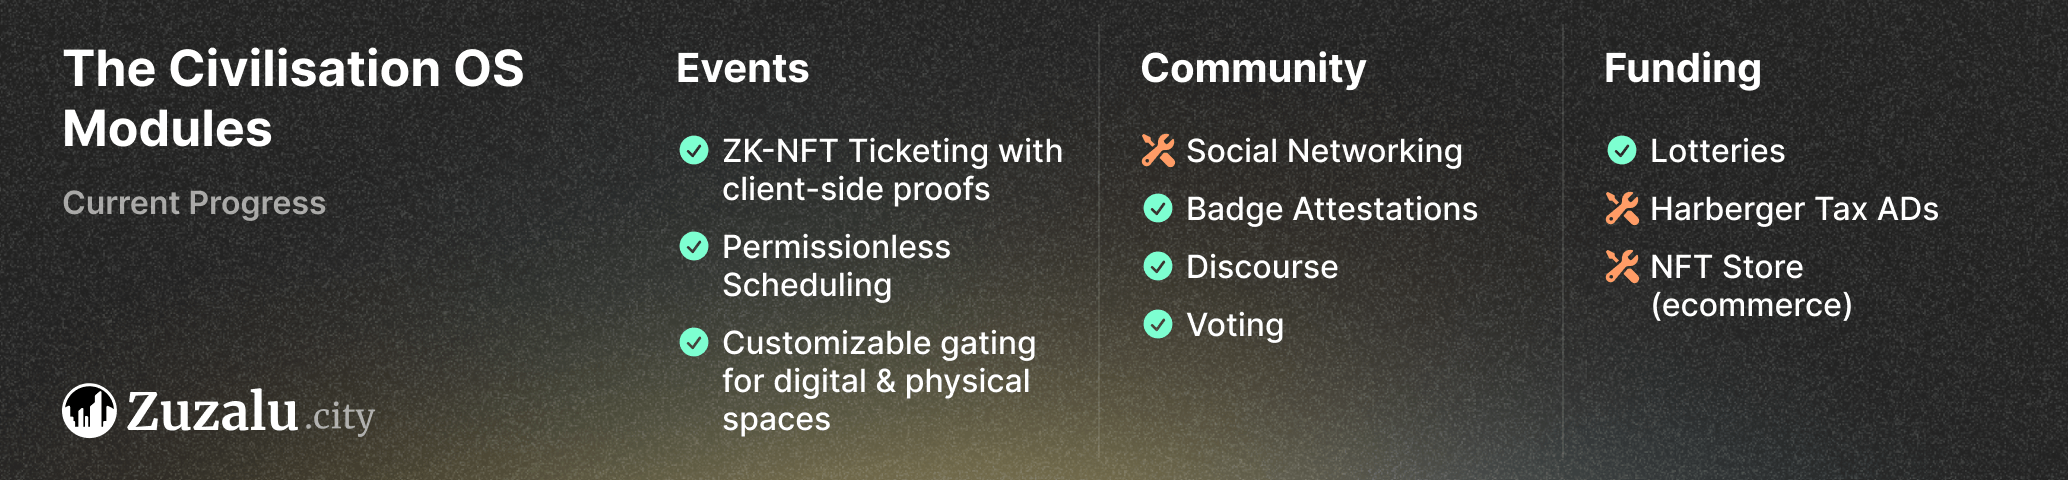 The Civilisation OS
Modules
Current Progress
Zuzalu.city
Events
ZK-NFT Ticketing with
client-side proofs
Permissionless
Scheduling
Customizable gating
for digital & physical
spaces
Community
Social Networking
Badge Attestations
Discourse
Voting
Funding
Lotteries
Harberger Tax ADs
NFT Store
(ecommerce)